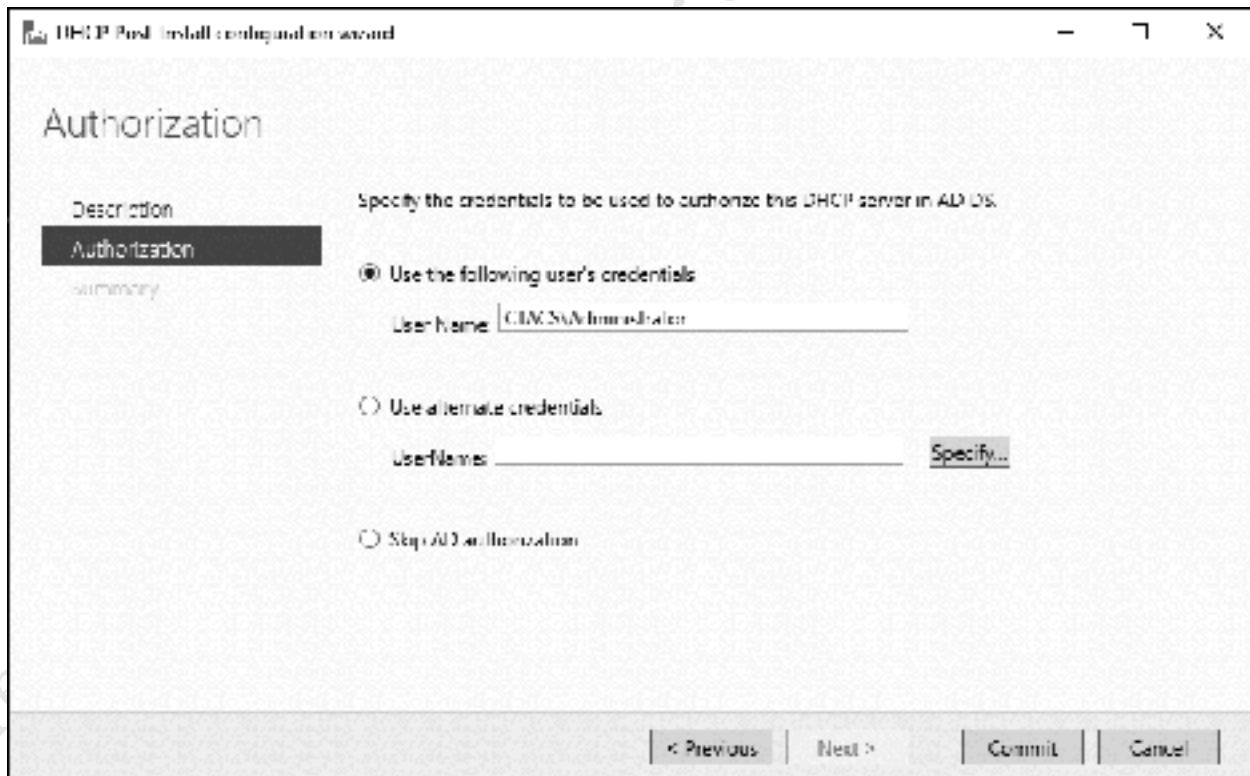 DHCP Post-Install configuration wizard
Authorization
Description
Authorization
Summary
Specify the credentials to be used to authorize this DHCP server in AD DS.
Use the following user's credentials
User Name:
Administrator
Use alternate credentials
UserName:
Specify...
Skip AD authorization
< Previous
Next >
Commit
Cancel